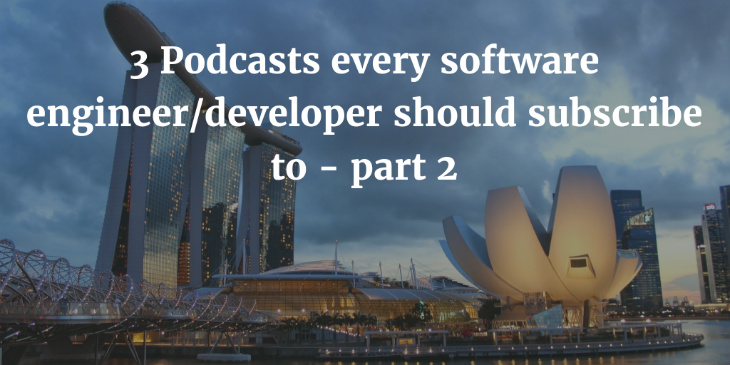 3 Podcasts every software
engineer/developer should subscribe
to - part 2